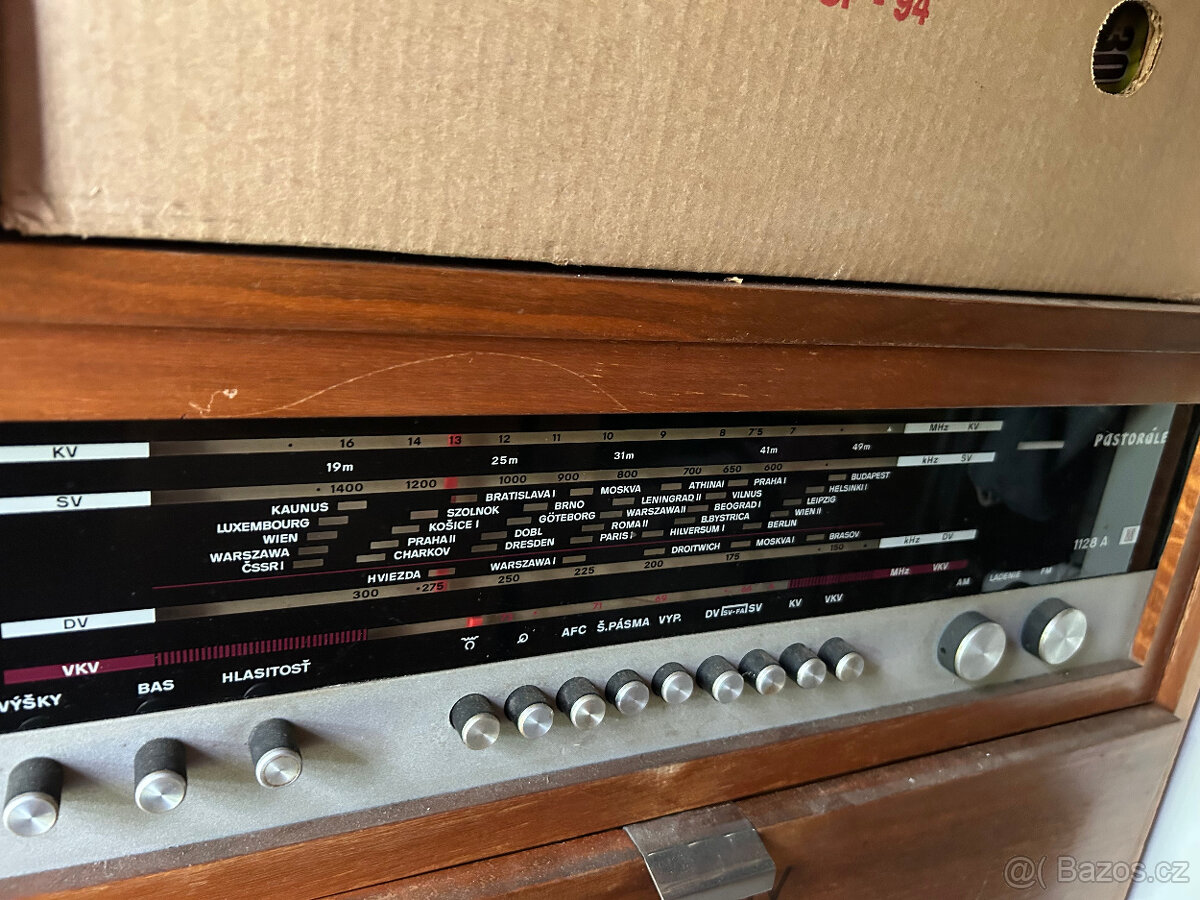 - 94
KV
16 14 13 12 11 10 9 8 7'5 7
MHz KV
PASTORÁLE
19m 25m 31m 41m 49m
SV
1400 1200 1000 900 800 700 650 600
kHz SV
KAUNUS
BRATISLAVA I
MOSKVA
ATHINAI
PRAHA I
BUDAPEST
LUXEMBOURG
SZOLNOK
BRNO
LENINGRAD II
VILNUS
HELSINKI I
WIEN
KOŠICE I
GÖTEBORG
WARSZAWA II
BEOGRAD I
LEIPZIG
WARSZAWA
PRAHA II
DOBL
ROMA II
B.BYSTRICA
WIEN II
ČSSR I
CHARKOV
DRESDEN
PARIS I
HILVERSUM I
BERLIN
HVIEZDA
WARSZAWA I
DROITWICH
MOSKVA I
BRASOV
DV
300 275 250 225 200 175 150
kHz DV
1128 A
VKV
71 69
MHz VKV
VÝŠKY BAS HLASITOSŤ
AFC Š.PÁSMA VYP. DV SV-FA SV KV VKV
AM LADENIE FM
@( Bazos.cz